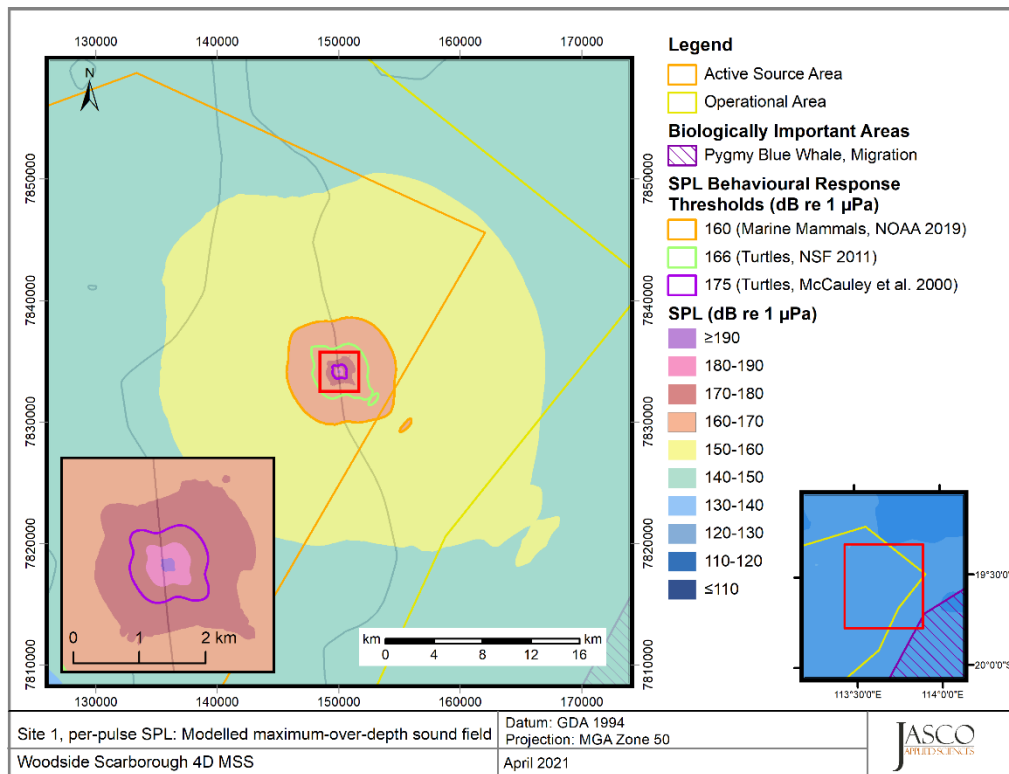 130000 140000 150000 160000 170000
N
7850000
7840000
7830000
7820000
7810000
7850000
7840000
7830000
7820000
7810000
0 1 2 km
km km
0 4 8 12 16
130000 140000 150000 160000 170000
Legend
Active Source Area
Operational Area
Biologically Important Areas
Pygmy Blue Whale, Migration
SPL Behavioural Response
Thresholds (dB re 1 µPa)
160 (Marine Mammals, NOAA 2019)
166 (Turtles, NSF 2011)
175 (Turtles, McCauley et al. 2000)
SPL (dB re 1 µPa)
≥190
180-190
170-180
160-170
150-160
140-150
130-140
120-130
110-120
≤110
19°30'0"S
20°0'0"S
113°30'0"E 114°0'0"E
Site 1, per-pulse SPL: Modelled maximum-over-depth sound field
Woodside Scarborough 4D MSS
Datum: GDA 1994
Projection: MGA Zone 50
April 2021
JASCO
APPLIED SCIENCES